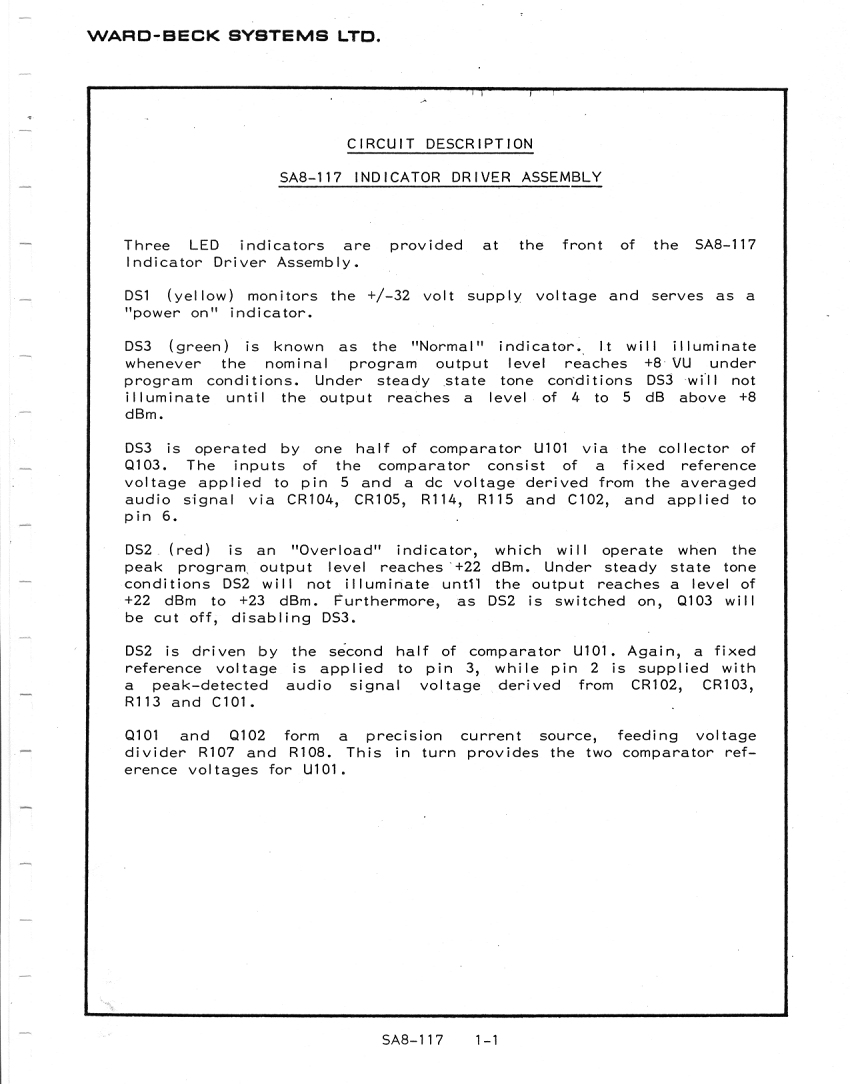 WARD-BECK SYSTEMS LTD.
CIRCUIT DESCRIPTION
SA8-117 INDICATOR DRIVER ASSEMBLY
Three LED indicators are provided at the front of the SA8-117
Indicator Driver Assembly.
DS1 (yellow) monitors the +/-32 volt supply voltage and serves as a
"power on" indicator.
DS3 (green) is known as the "Normal" indicator. It will illuminate
whenever the nominal program output level reaches +8 VU under
program conditions. Under steady state tone conditions DS3 will not
illuminate until the output reaches a level of 4 to 5 dB above +8
dBm.
DS3 is operated by one half of comparator U101 via the collector of
Q103. The inputs of the comparator consist of a fixed reference
voltage applied to pin 5 and a dc voltage derived from the averaged
audio signal via CR104, CR105, R114, R115 and C102, and applied to
pin 6.
DS2 (red) is an "Overload" indicator, which will operate when the
peak program output level reaches +22 dBm. Under steady state tone
conditions DS2 will not illuminate until the output reaches a level of
+22 dBm to +23 dBm. Furthermore, as DS2 is switched on, Q103 will
be cut off, disabling DS3.
DS2 is driven by the second half of comparator U101. Again, a fixed
reference voltage is applied to pin 3, while pin 2 is supplied with
a peak-detected audio signal voltage derived from CR102, CR103,
R113 and C101.
Q101 and Q102 form a precision current source, feeding voltage
divider R107 and R108. This in turn provides the two comparator ref-
erence voltages for U101.
SA8-117 1-1